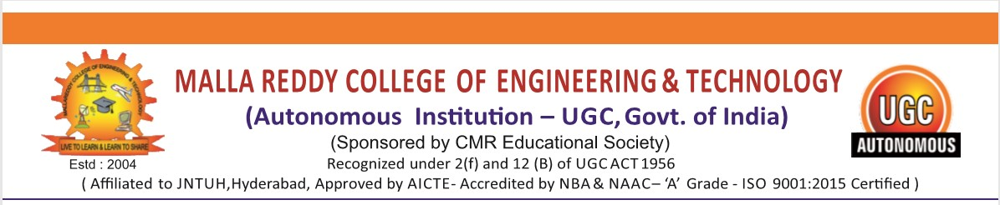 MALLA REDDY COLLEGE OF ENGINEERING & TECHNOLOGY
(Autonomous Institution – UGC, Govt. of India)
(Sponsored by CMR Educational Society)
Recognized under 2(f) and 12 (B) of UGC ACT 1956
( Affiliated to JNTUH,Hyderabad, Approved by AICTE- Accredited by NBA & NAAC– ‘A’ Grade - ISO 9001:2015 Certified )
MALLAREDDY COLLEGE OF ENGINEERING & TECHNOLOGY
LIVE TO LEARN & LEARN TO SHARE
Estd : 2004
UGC
AUTONOMOUS